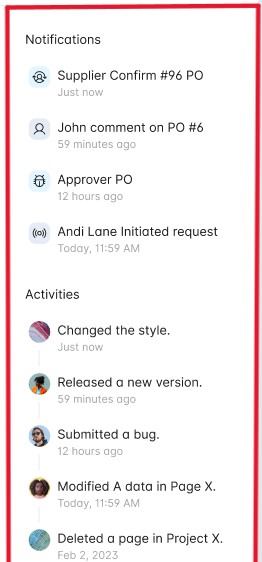 Notifications
Supplier Confirm #96 PO
Just now
John comment on PO #6
59 minutes ago
Approver PO
12 hours ago
Andi Lane Initiated request
Today, 11:59 AM
Activities
Changed the style.
Just now
Released a new version.
59 minutes ago
Submitted a bug.
12 hours ago
Modified A data in Page X.
Today, 11:59 AM
Deleted a page in Project X.
Feb 2, 2023